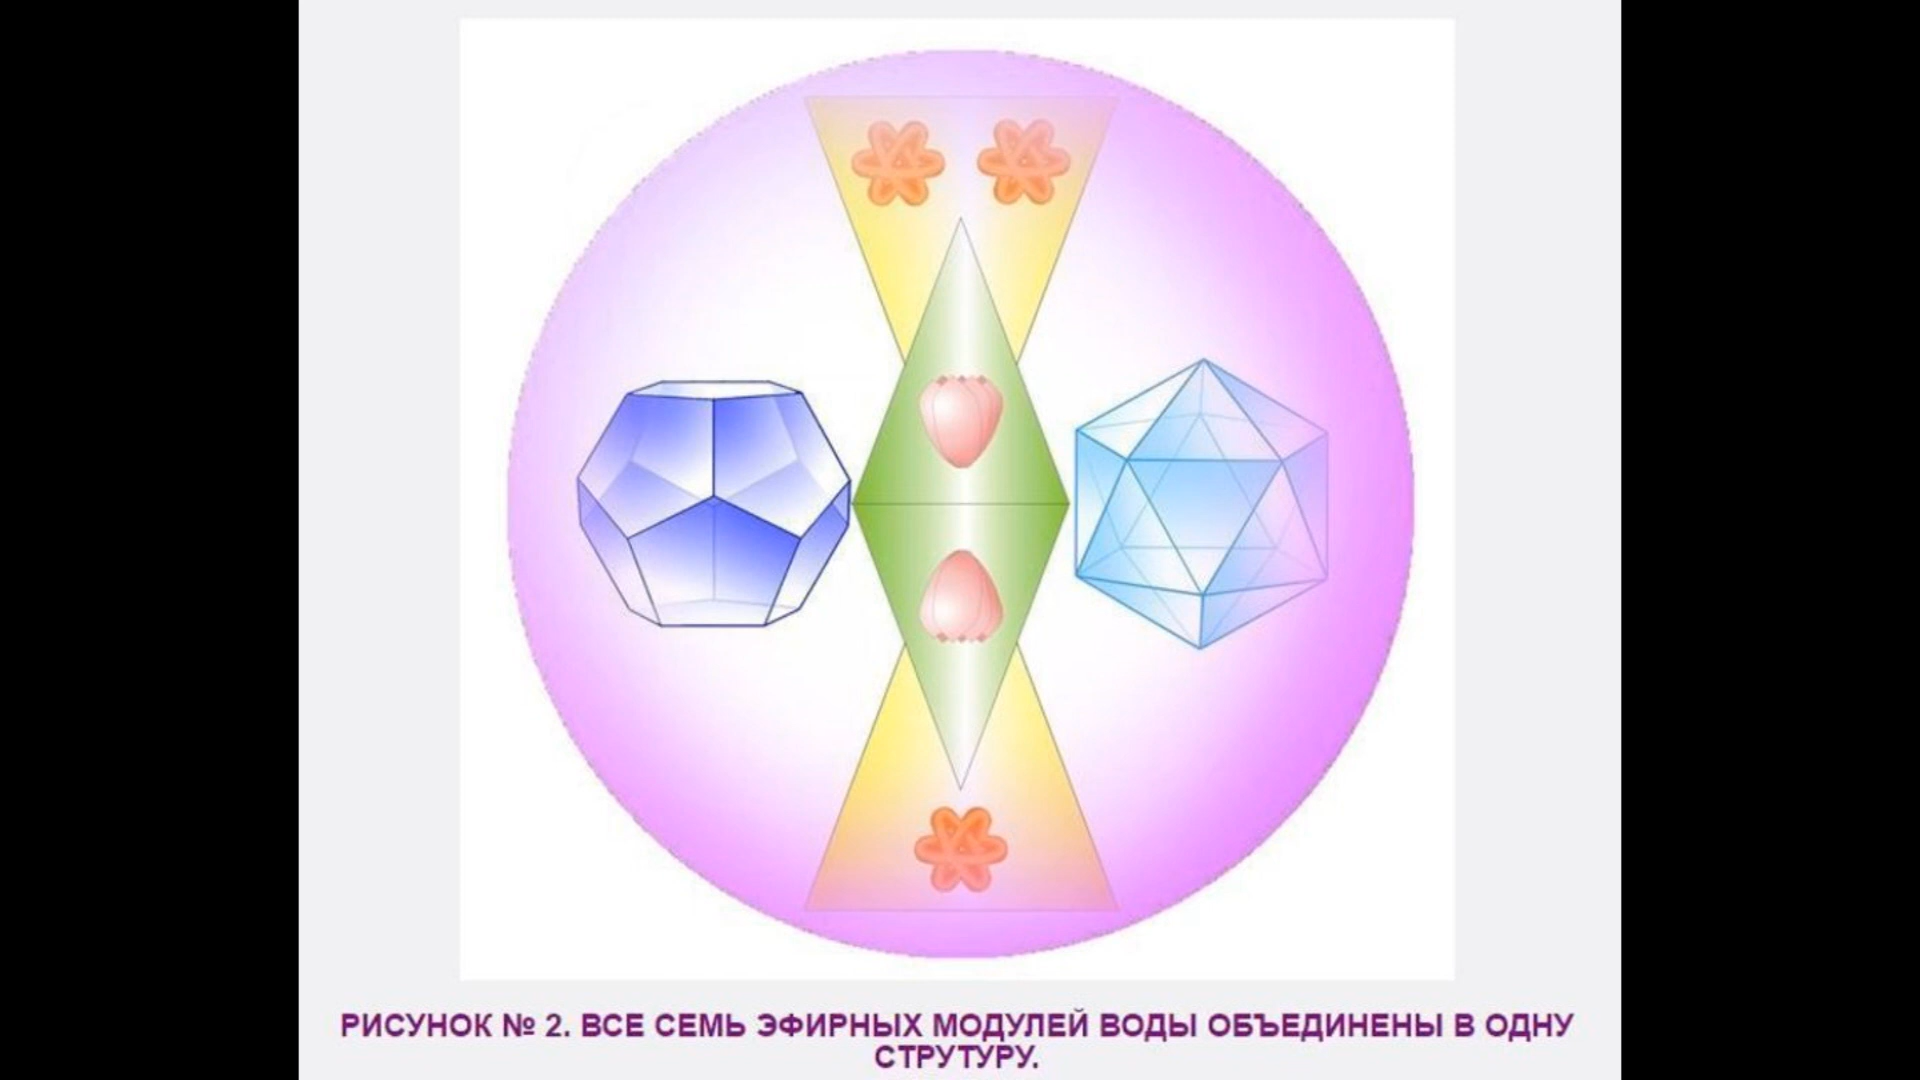 РИСУНОК № 2. ВСЕ СЕМЬ ЭФИРНЫХ МОДУЛЕЙ ВОДЫ ОБЪЕДИНЕНЫ В ОДНУ
СТРУТУРУ.